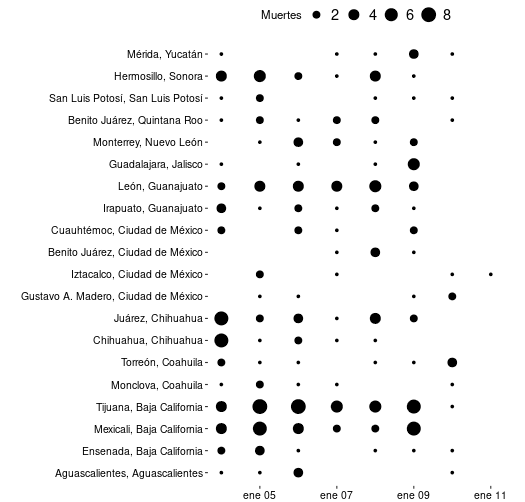 Muertes 2 4 6 8
Mérida, Yucatán
Hermosillo, Sonora
San Luis Potosí, San Luis Potosí
Benito Juárez, Quintana Roo
Monterrey, Nuevo León
Guadalajara, Jalisco
León, Guanajuato
Irapuato, Guanajuato
Cuauhtémoc, Ciudad de México
Benito Juárez, Ciudad de México
Iztacalco, Ciudad de México
Gustavo A. Madero, Ciudad de México
Juárez, Chihuahua
Chihuahua, Chihuahua
Torreón, Coahuila
Monclova, Coahuila
Tijuana, Baja California
Mexicali, Baja California
Ensenada, Baja California
Aguascalientes, Aguascalientes
ene 05 ene 07 ene 09 ene 11